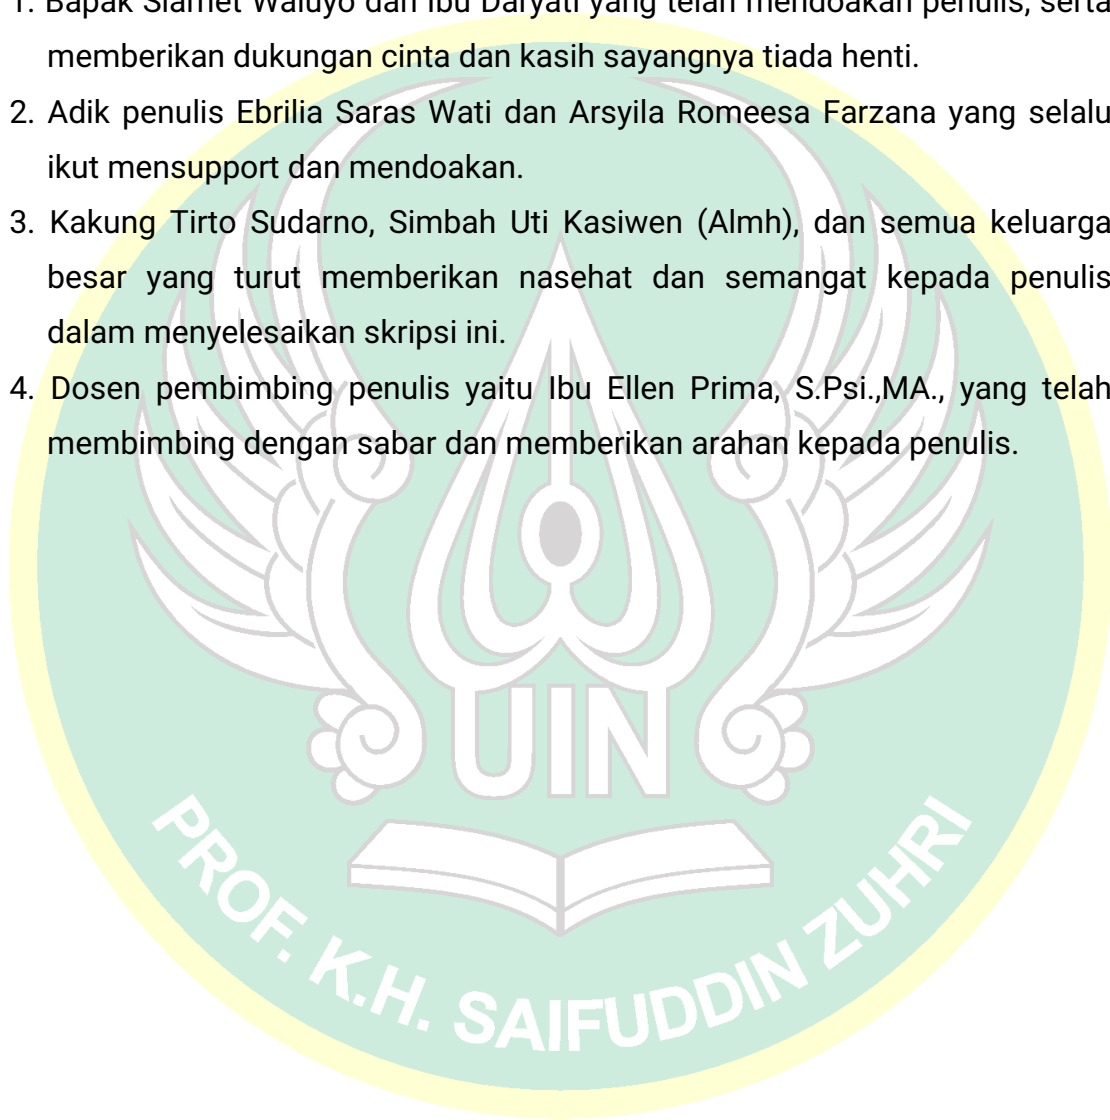 1. Bapak Slamet Waluyo dan Ibu Daryati yang telah mendoakan penulis, serta
memberikan dukungan cinta dan kasih sayangnya tiada henti.
2. Adik penulis Ebrilia Saras Wati dan Arsyila Romeesa Farzana yang selalu
ikut mensupport dan mendoakan.
3. Kakung Tirto Sudarno, Simbah Uti Kasiwen (Almh), dan semua keluarga
besar yang turut memberikan nasehat dan semangat kepada penulis
dalam menyelesaikan skripsi ini.
4. Dosen pembimbing penulis yaitu Ibu Ellen Prima, S.Psi.,MA., yang telah
membimbing dengan sabar dan memberikan arahan kepada penulis.
UIN
PROF. K.H. SAIFUDDIN ZUHRI